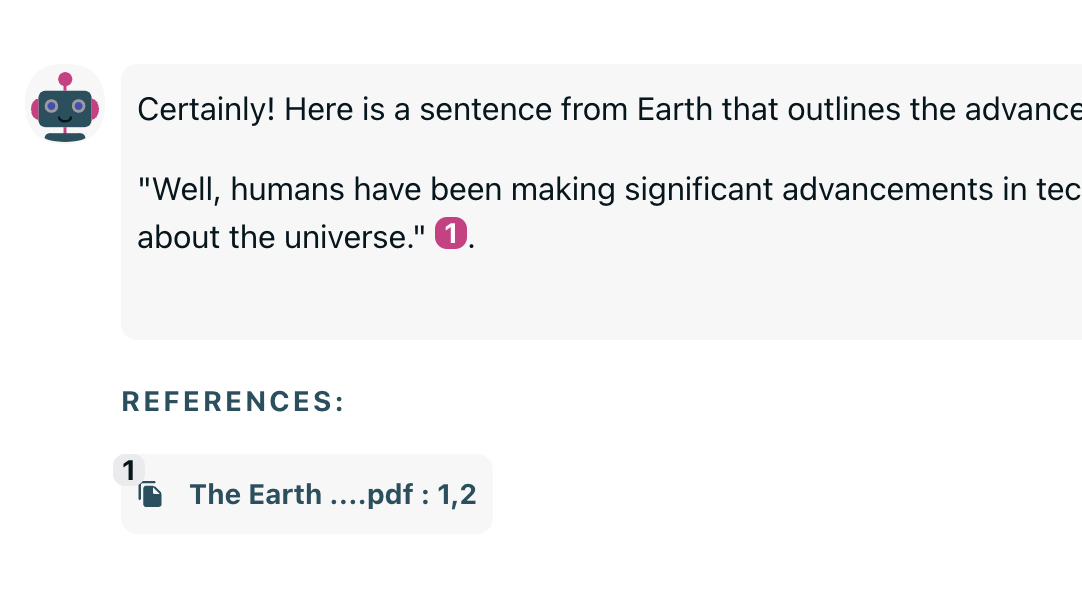 Certainly! Here is a sentence from Earth that outlines the advance
"Well, humans have been making significant advancements in tec
about the universe." 1.
REFERENCES:
1
The Earth ....pdf : 1,2